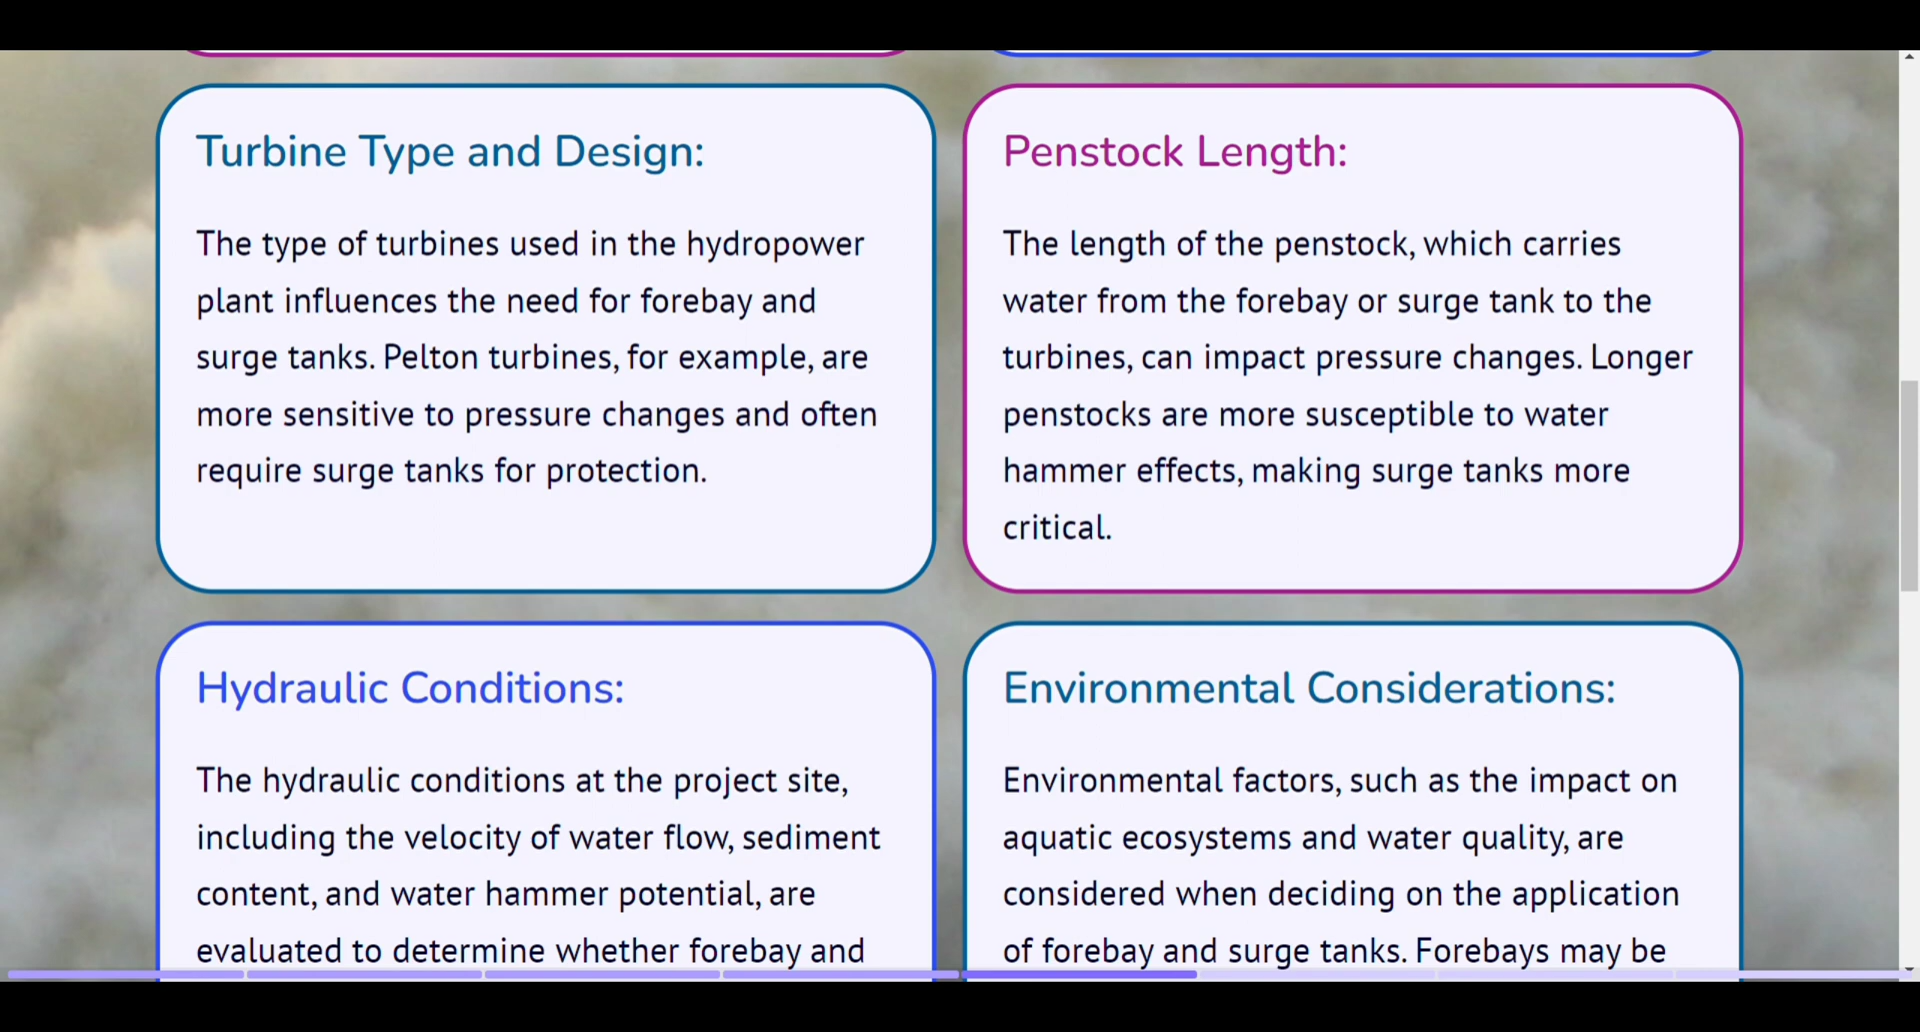 Turbine Type and Design:
The type of turbines used in the hydropower
plant influences the need for forebay and
surge tanks. Pelton turbines, for example, are
more sensitive to pressure changes and often
require surge tanks for protection.
Penstock Length:
The length of the penstock, which carries
water from the forebay or surge tank to the
turbines, can impact pressure changes. Longer
penstocks are more susceptible to water
hammer effects, making surge tanks more
critical.
Hydraulic Conditions:
The hydraulic conditions at the project site,
including the velocity of water flow, sediment
content, and water hammer potential, are
evaluated to determine whether forebay and
Environmental Considerations:
Environmental factors, such as the impact on
aquatic ecosystems and water quality, are
considered when deciding on the application
of forebay and surge tanks. Forebays may be